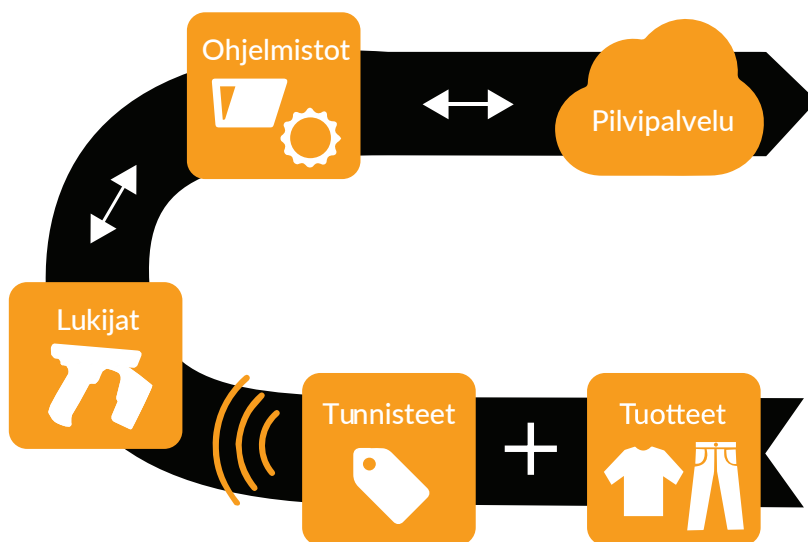 Ohjelmistot
Pilvipalvelu
Lukijat
Tunnisteet
Tuotteet